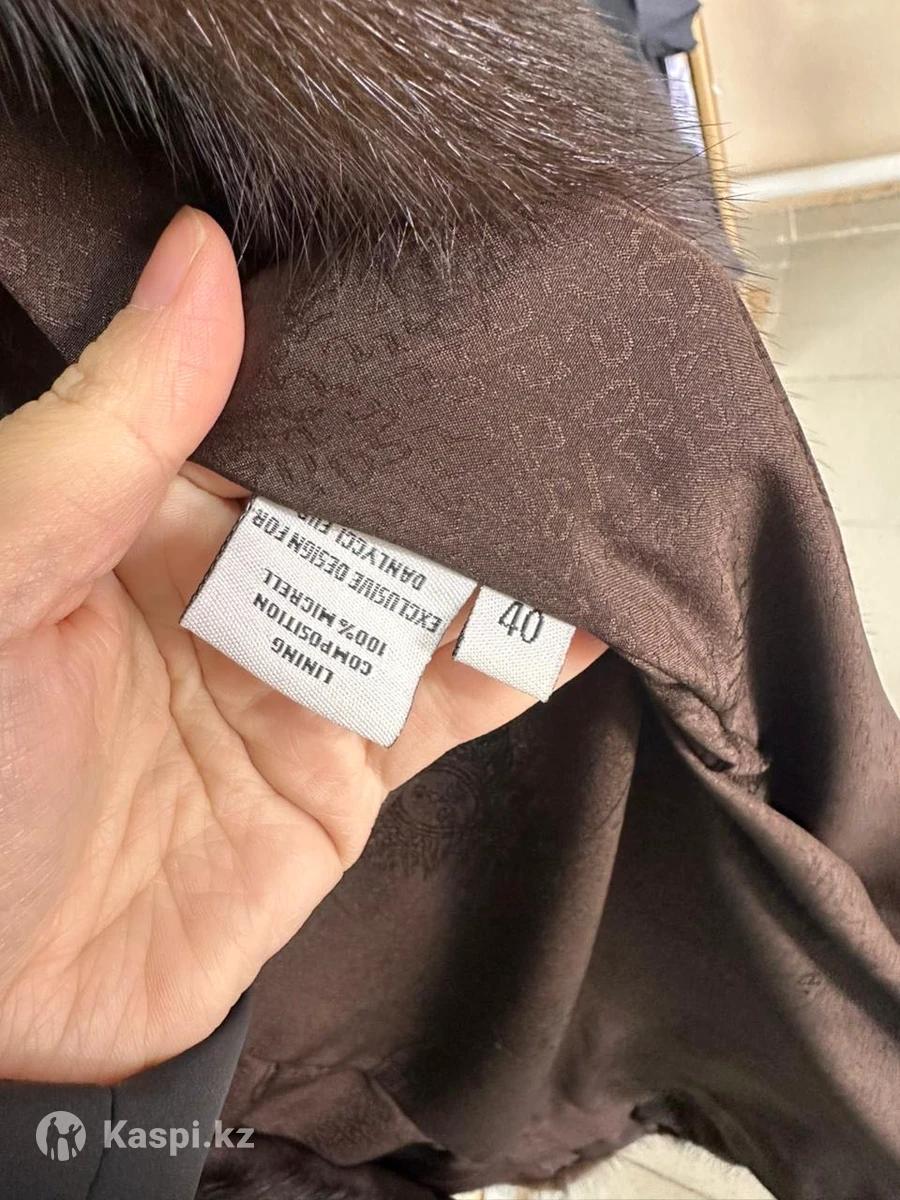 LINING
COMPOSITION
100% MICRELL
EXCLUSIVE DESIGN FOR
DANLYCCI
40
Kaspi.kz